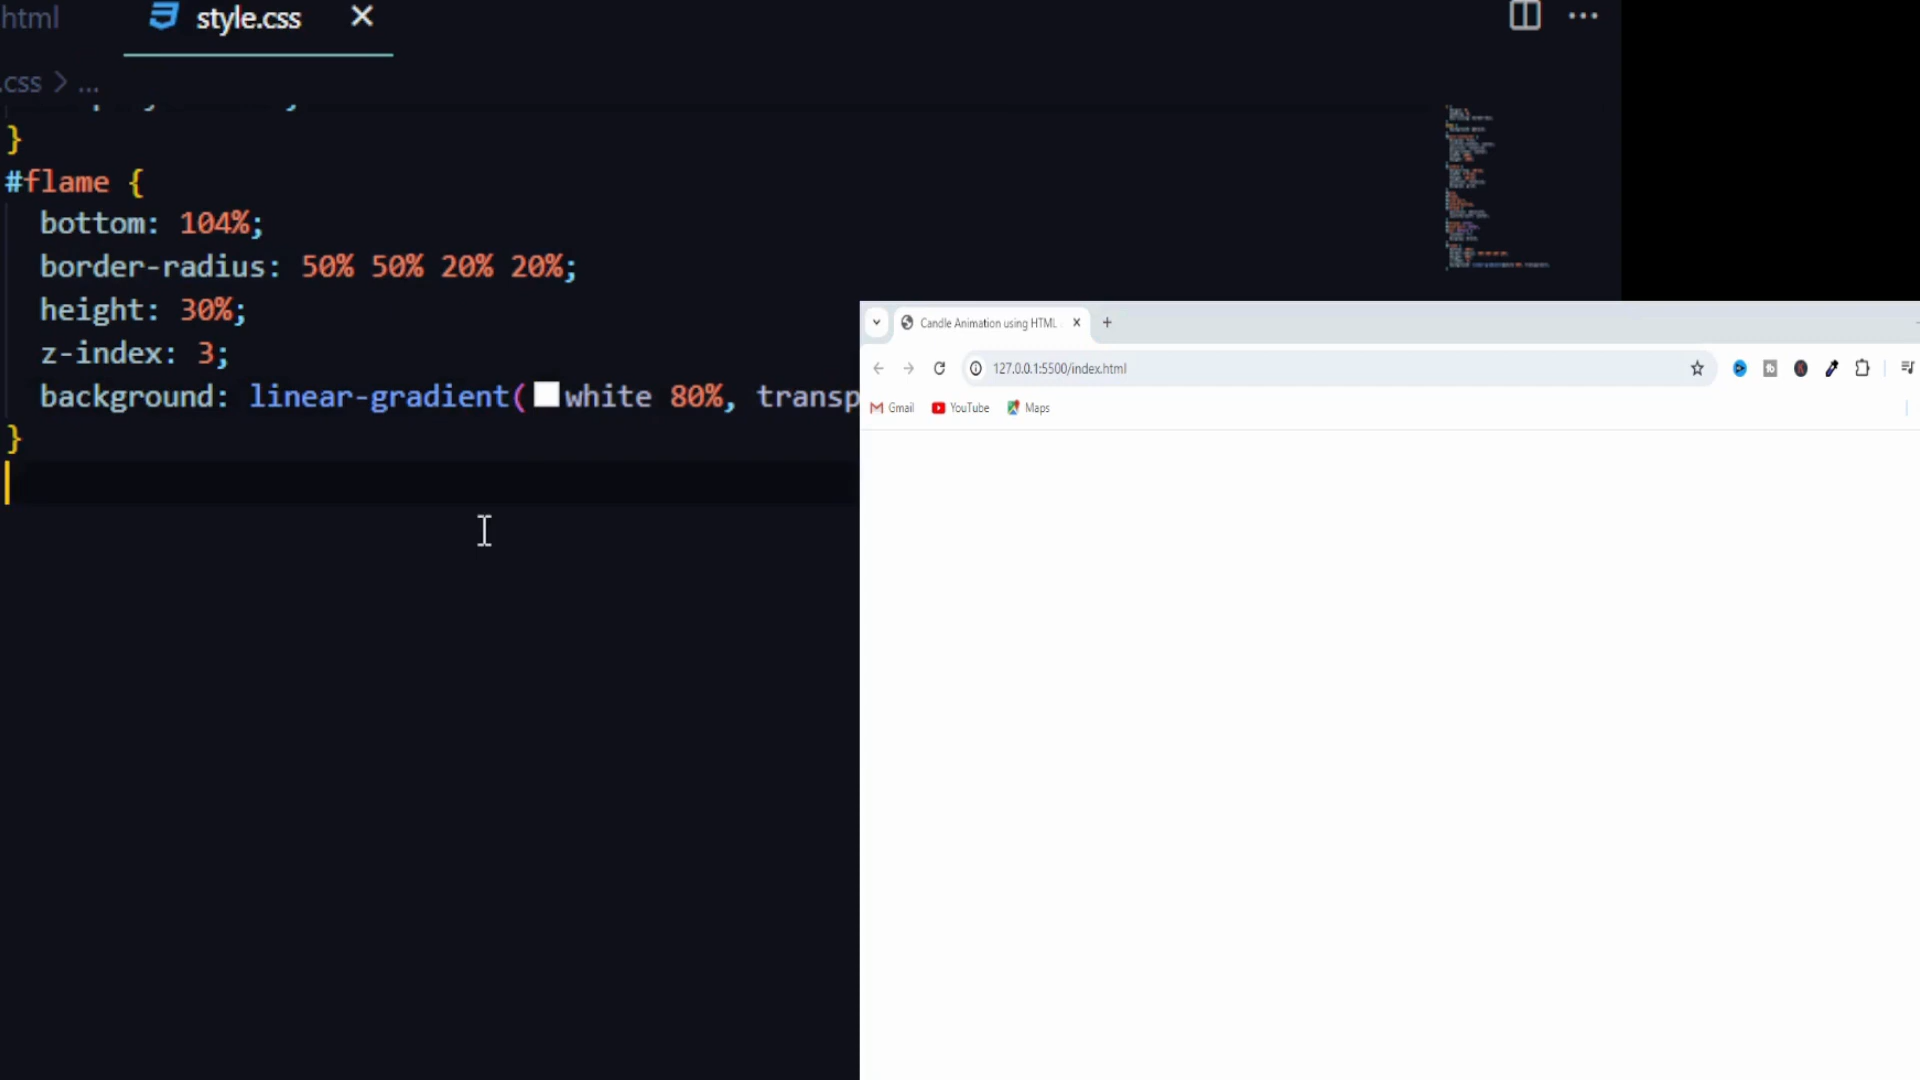 html
style.css
.css > ...
}
#flame {
bottom: 104%;
border-radius: 50% 50% 20% 20%;
height: 30%;
z-index: 3;
background: linear-gradient(white 80%, transp
}
Candle Animation using HTML
127.0.0.1:5500/index.html
Gmail
YouTube
Maps